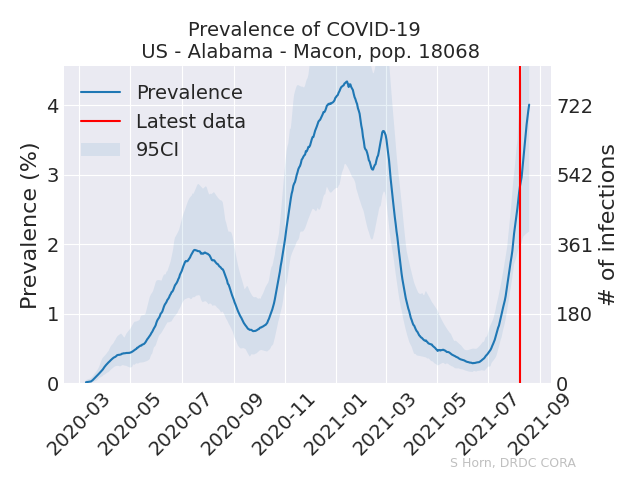 Prevalence of COVID-19
US - Alabama - Macon, pop. 18068
Prevalence
Latest data
95CI
Prevalence (%)
4
3
2
1
0
# of infections
722
542
361
180
0
2020-03
2020-05
2020-07
2020-09
2020-11
2021-01
2021-03
2021-05
2021-07
2021-09
S Horn, DRDC CORA